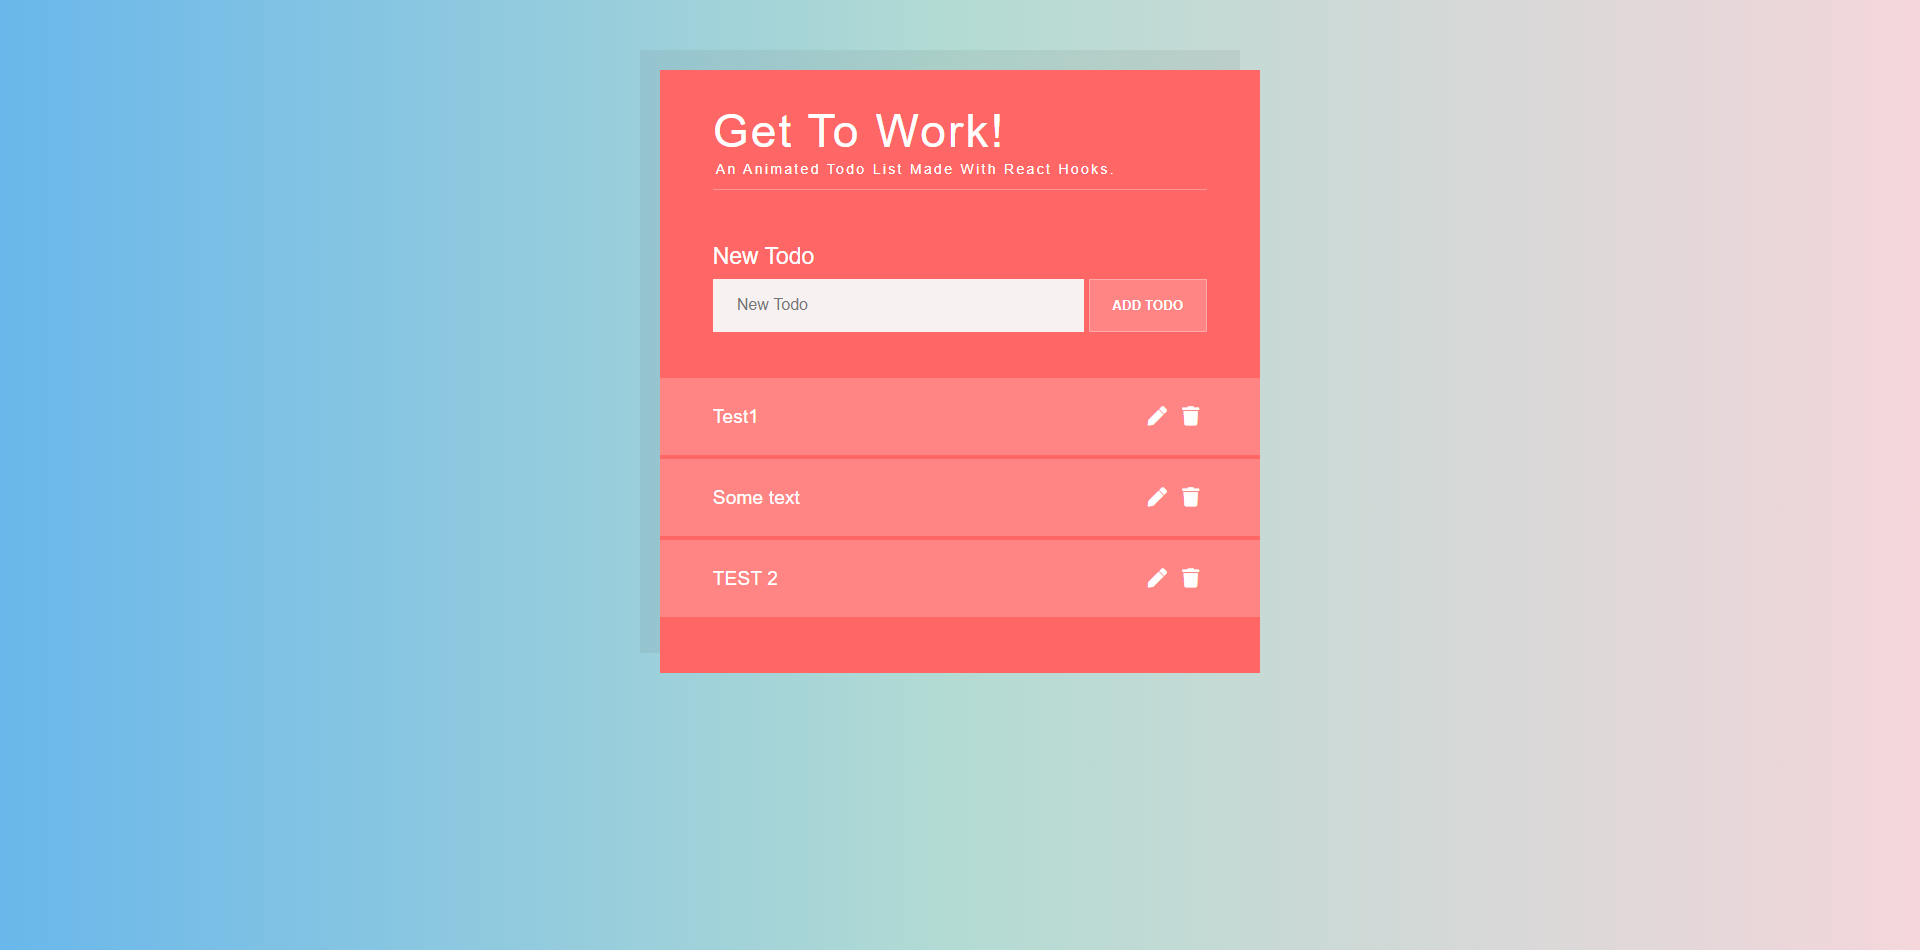 Get To Work!
An Animated Todo List Made With React Hooks.
New Todo
New Todo
ADD TODO
Test1
Some text
TEST 2